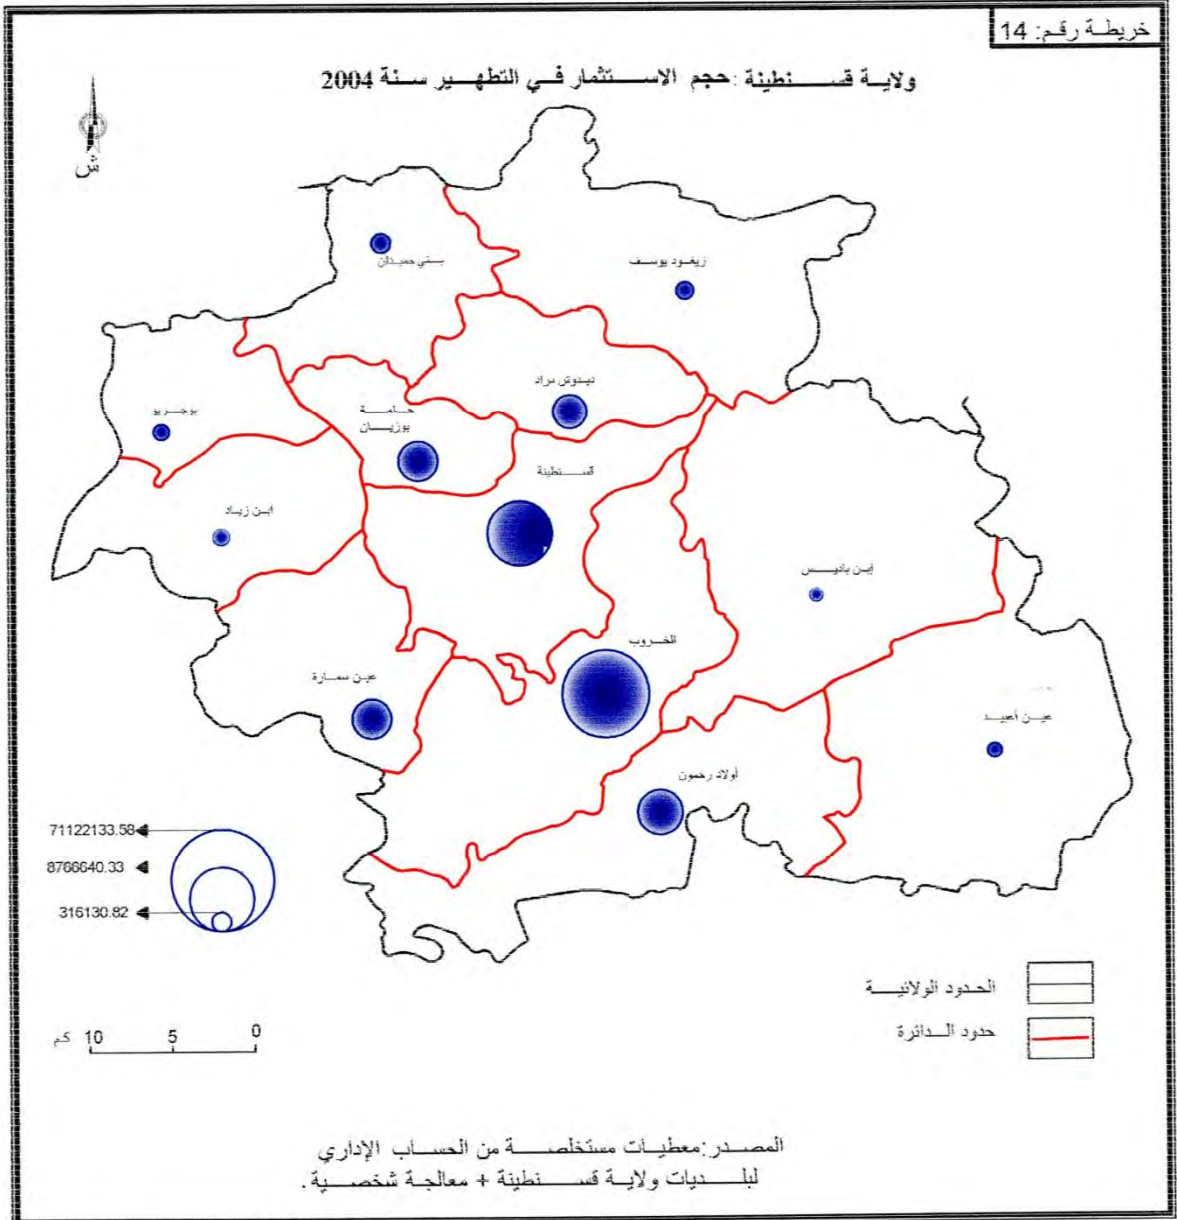 خريطة رقم: 14
ولاية قسنطينة: حجم الاستثمار في التطهير سنة 2004
ش
بني حميدان
زيغود يوسف
ديدوش مراد
حامة
بوزيان
بوجريو
قسنطينة
ابن زياد
إبن باديس
الخروب
عين سمارة
عين أعبيد
أولاد رحمون
71122133.58
8766640.33
316130.82
الحدود الولائية
حدود الدائرة
10 5 0 كم
المصدر:معطيات مستخلصة من الحساب الإداري
لبلديات ولاية قسنطينة + معالجة شخصية.